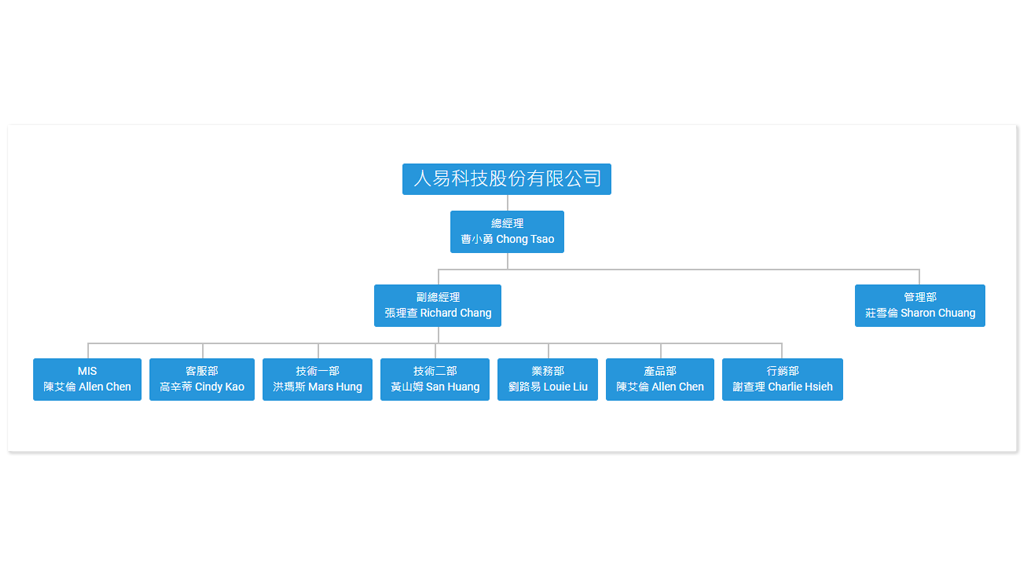 人易科技股份有限公司
總經理
曹小勇 Chong Tsao
副總經理
張理查 Richard Chang
管理部
莊雪倫 Sharon Chuang
MIS
陳艾倫 Allen Chen
客服部
高辛蒂 Cindy Kao
技術一部
洪瑪斯 Mars Hung
技術二部
黃山姆 San Huang
業務部
劉路易 Louie Liu
產品部
陳艾倫 Allen Chen
行銷部
謝查理 Charlie Hsieh